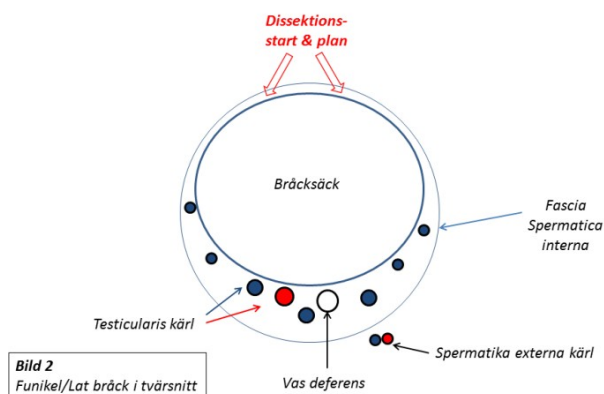 Dissektions-
start & plan
Bråcksäck
Fascia
Spermatica
interna
Testicularis kärl
Spermatika externa kärl
Vas deferens
Bild 2
Funikel/Lat bråck i tvärsnitt